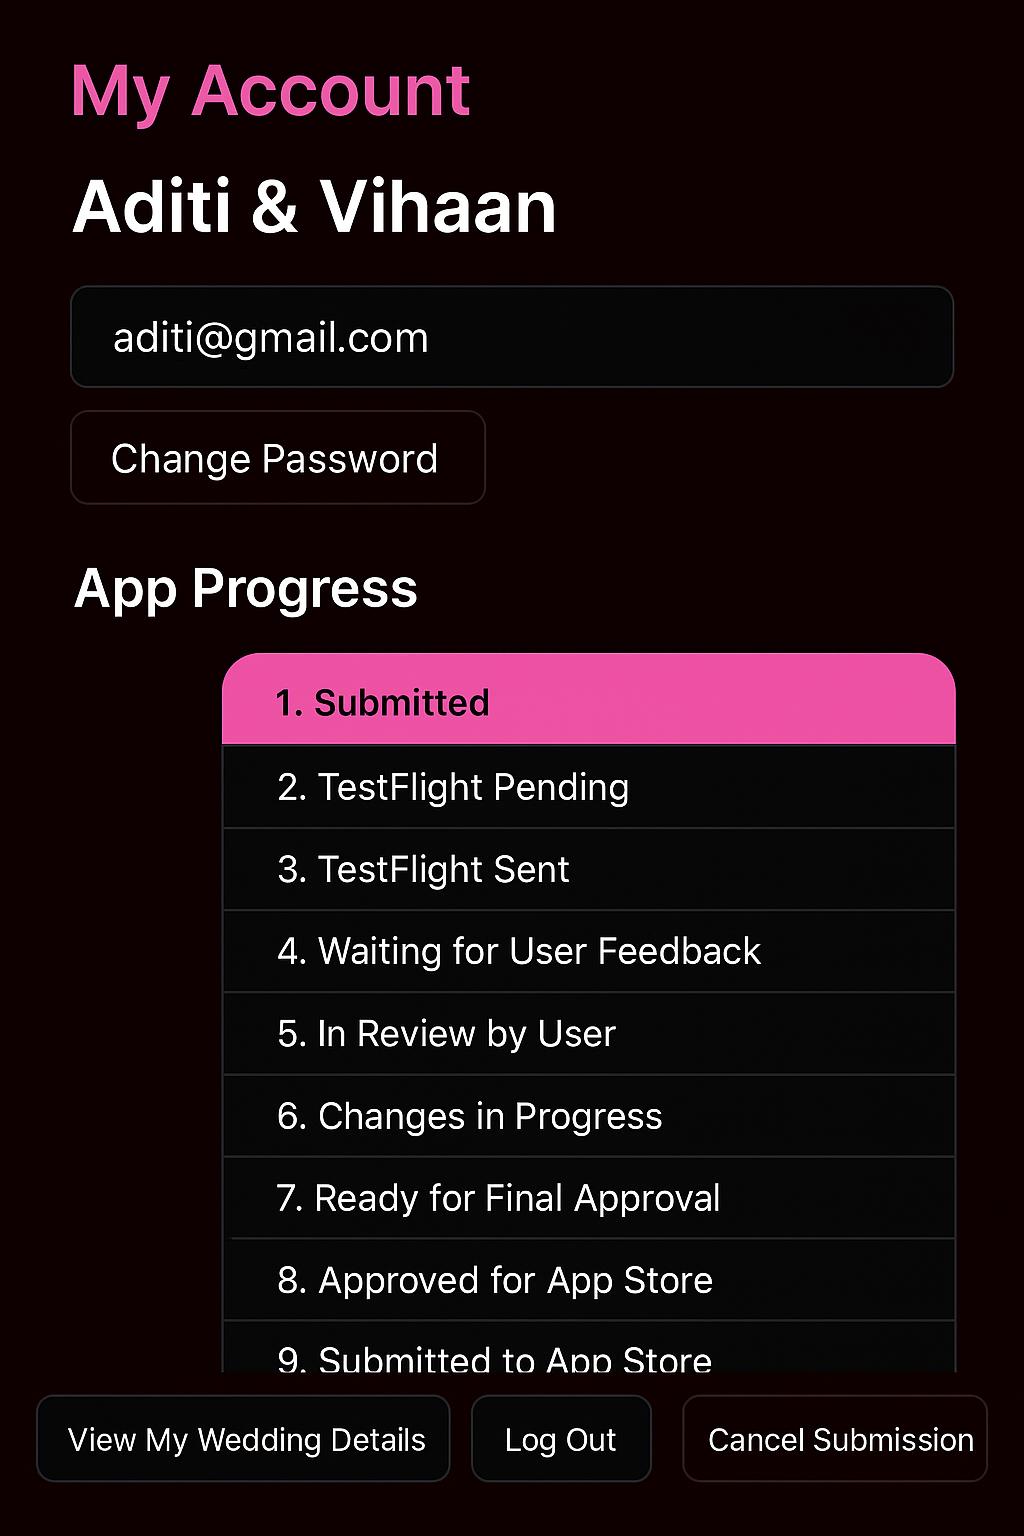 My Account
Aditi & Vihaan
aditi@gmail.com
Change Password
App Progress
1. Submitted
2. TestFlight Pending
3. TestFlight Sent
4. Waiting for User Feedback
5. In Review by User
6. Changes in Progress
7. Ready for Final Approval
8. Approved for App Store
9. Submitted to App Store
View My Wedding Details
Log Out
Cancel Submission